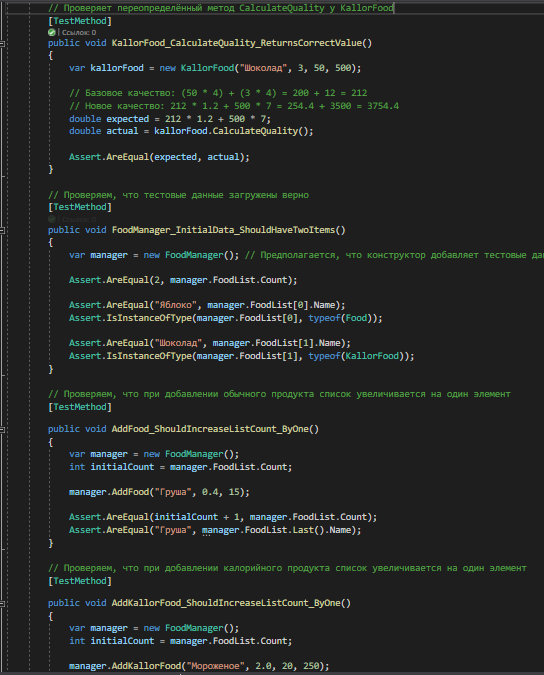 // Проверяет переопределённый метод CalculateQuality у KallorFood
[TestMethod]
| Ссылок: 0
public void KallorFood_CalculateQuality_ReturnsCorrectValue()
{
var kallorFood = new KallorFood("Шоколад", 3, 50, 500);
// Базовое качество: (50 * 4) + (3 * 4) = 200 + 12 = 212
// Новое качество: 212 * 1.2 + 500 * 7 = 254.4 + 3500 = 3754.4
double expected = 212 * 1.2 + 500 * 7;
double actual = kallorFood.CalculateQuality();
Assert.AreEqual(expected, actual);
}
// Проверяем, что тестовые данные загружены верно
[TestMethod]
| Ссылок: 0
public void FoodManager_InitialData_ShouldHaveTwoItems()
{
var manager = new FoodManager(); // Предполагается, что конструктор добавляет тестовые
Assert.AreEqual(2, manager.FoodList.Count);
Assert.AreEqual("Яблоко", manager.FoodList[0].Name);
Assert.IsInstanceOfType(manager.FoodList[0], typeof(Food));
Assert.AreEqual("Шоколад", manager.FoodList[1].Name);
Assert.IsInstanceOfType(manager.FoodList[1], typeof(KallorFood));
}
// Проверяем, что при добавлении обычного продукта список увеличивается на один элемент
[TestMethod]
public void AddFood_ShouldIncreaseListCount_ByOne()
{
var manager = new FoodManager();
int initialCount = manager.FoodList.Count;
manager.AddFood("Груша", 0.4, 15);
Assert.AreEqual(initialCount + 1, manager.FoodList.Count);
Assert.AreEqual("Груша", manager.FoodList.Last().Name);
}
// Проверяем, что при добавлении калорийного продукта список увеличивается на один элемент
[TestMethod]
public void AddKallorFood_ShouldIncreaseListCount_ByOne()
{
var manager = new FoodManager();
int initialCount = manager.FoodList.Count;
manager.AddKallorFood("Мороженое", 2.0, 20, 250);